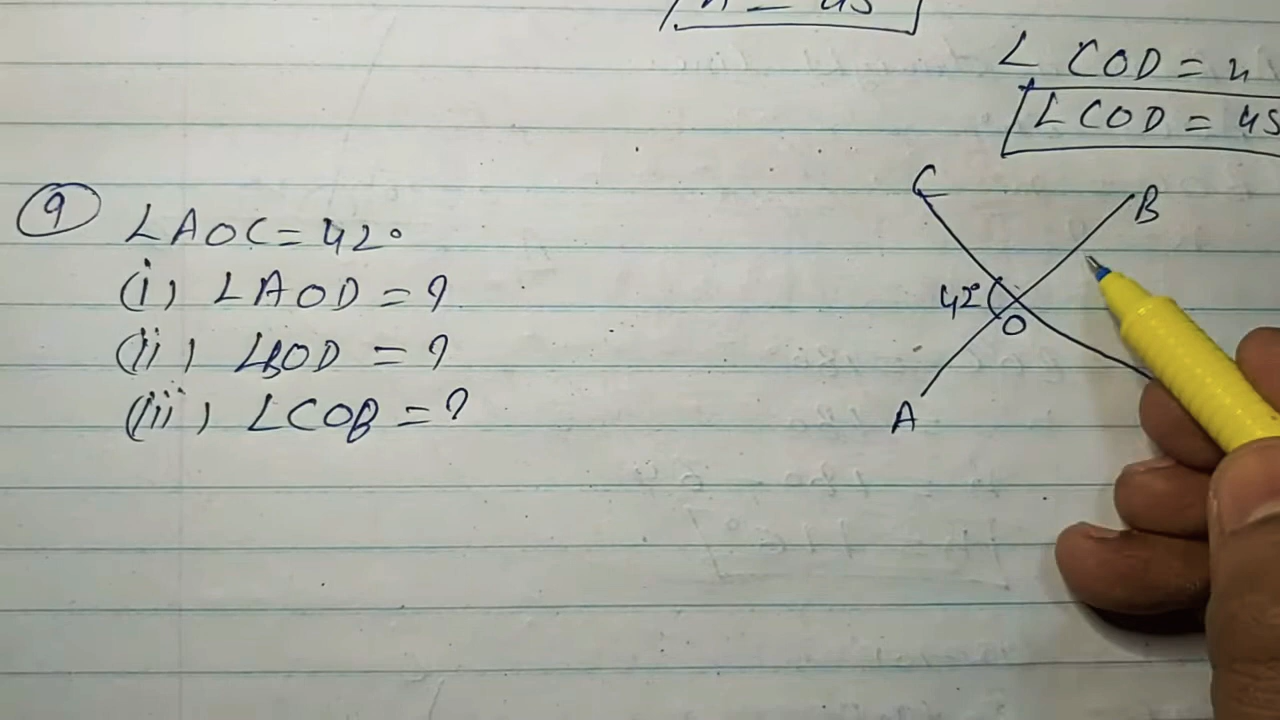 ∠COD = x
∠COD = 45
9 ∠AOC = 42°
(i) ∠AOD = ?
(ii) ∠BOD = ?
(iii) ∠COB = ?
C
B
42°
O
A